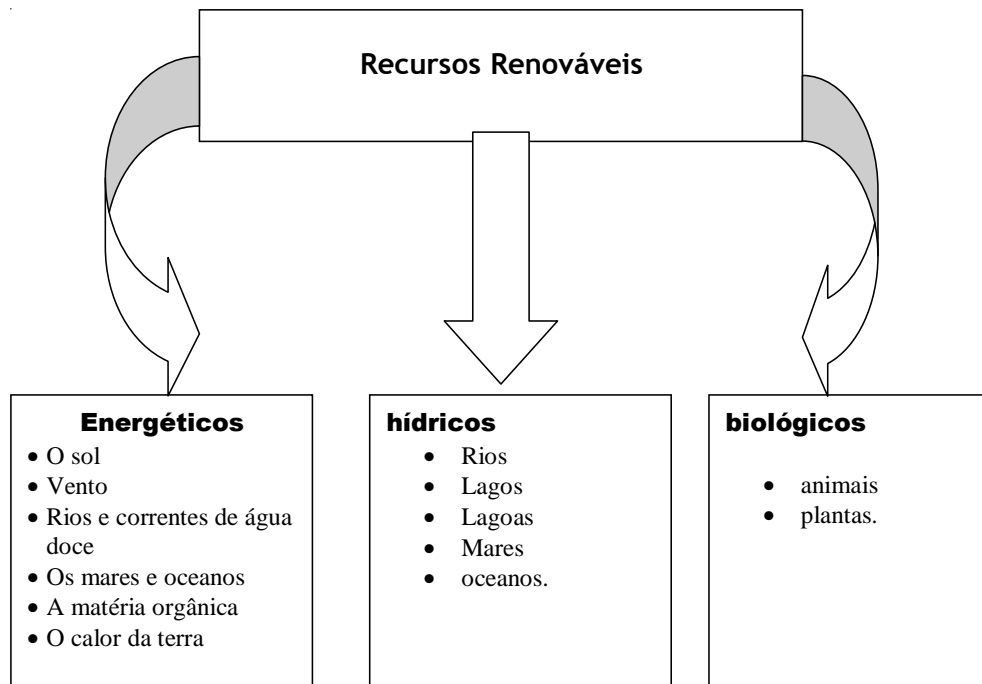 Recursos Renováveis
Energéticos
• O sol
• Vento
• Rios e correntes de água
doce
• Os mares e oceanos
• A matéria orgânica
• O calor da terra
hídricos
• Rios
• Lagos
• Lagoas
• Mares
• oceanos.
biológicos
• animais
• plantas.